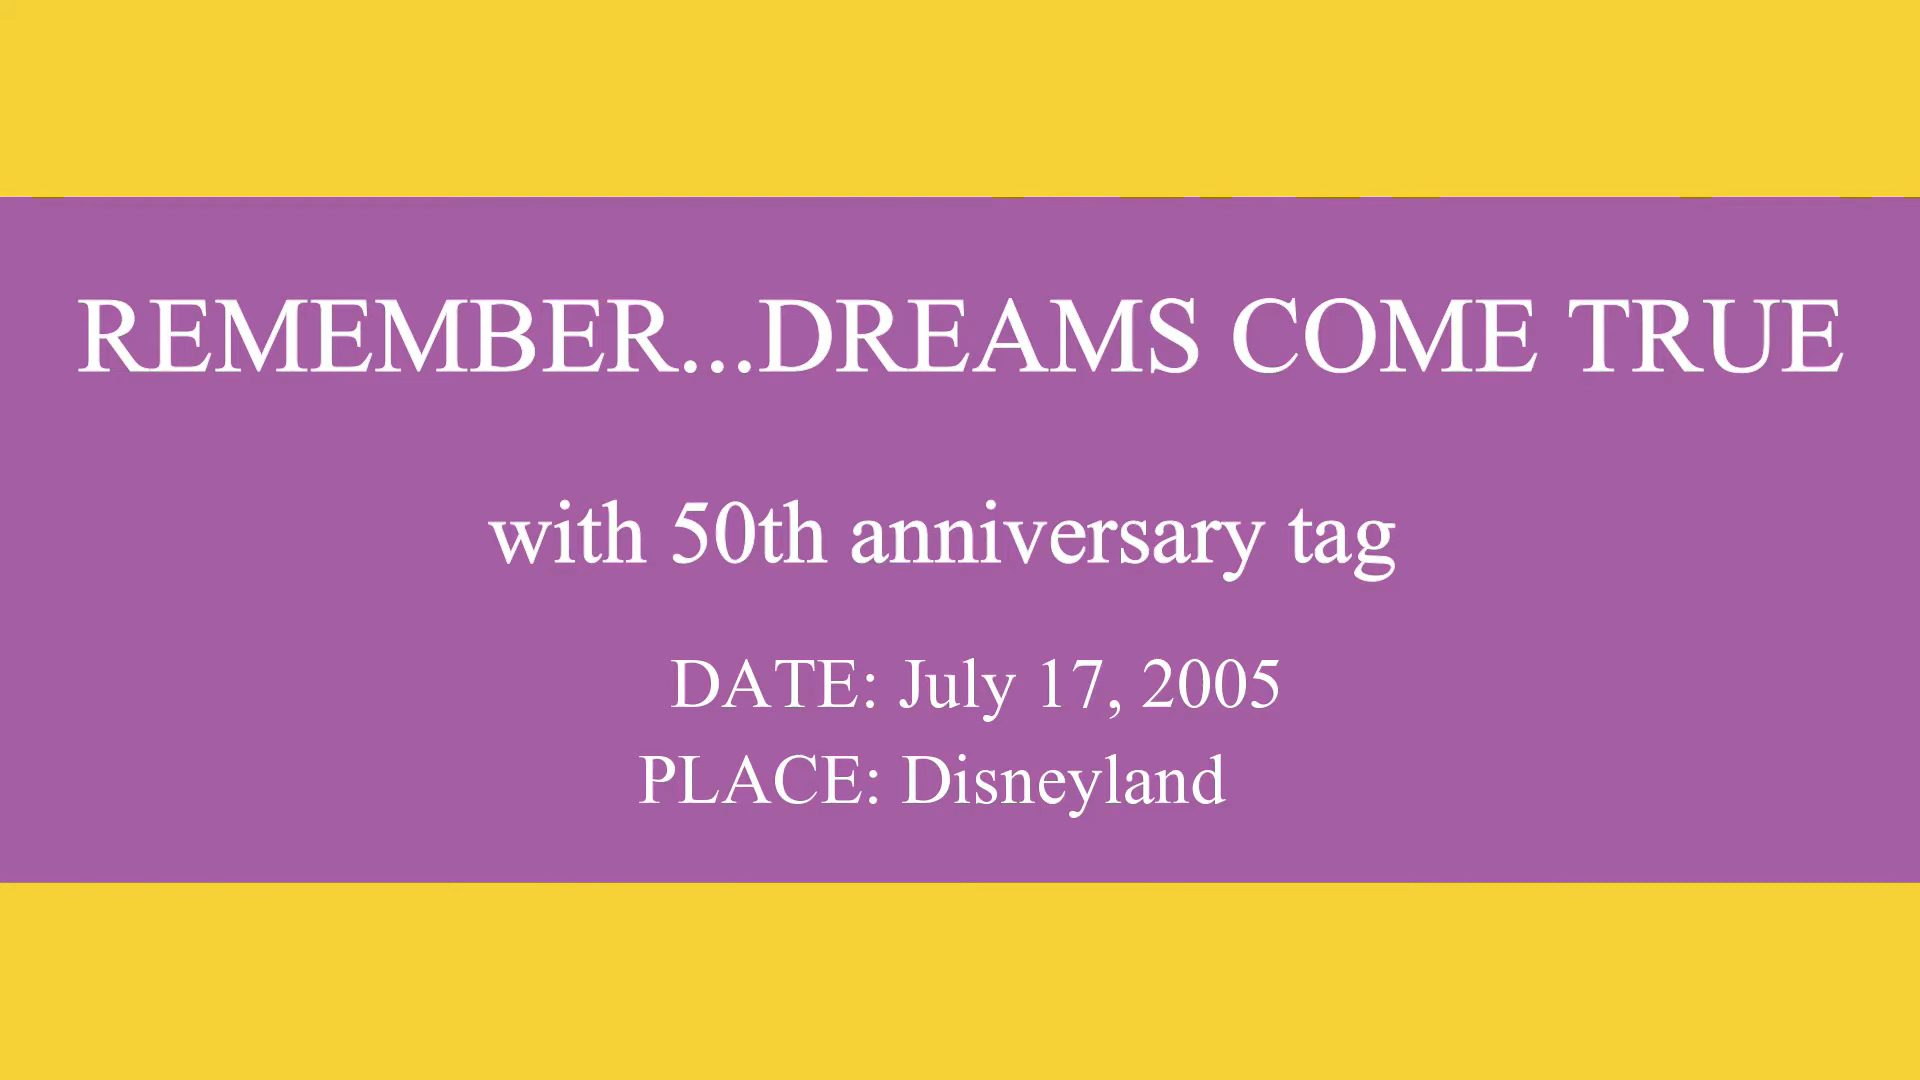 REMEMBER...DREAMS COME TRUE
with 50th anniversary tag
DATE: July 17, 2005
PLACE: Disneyland